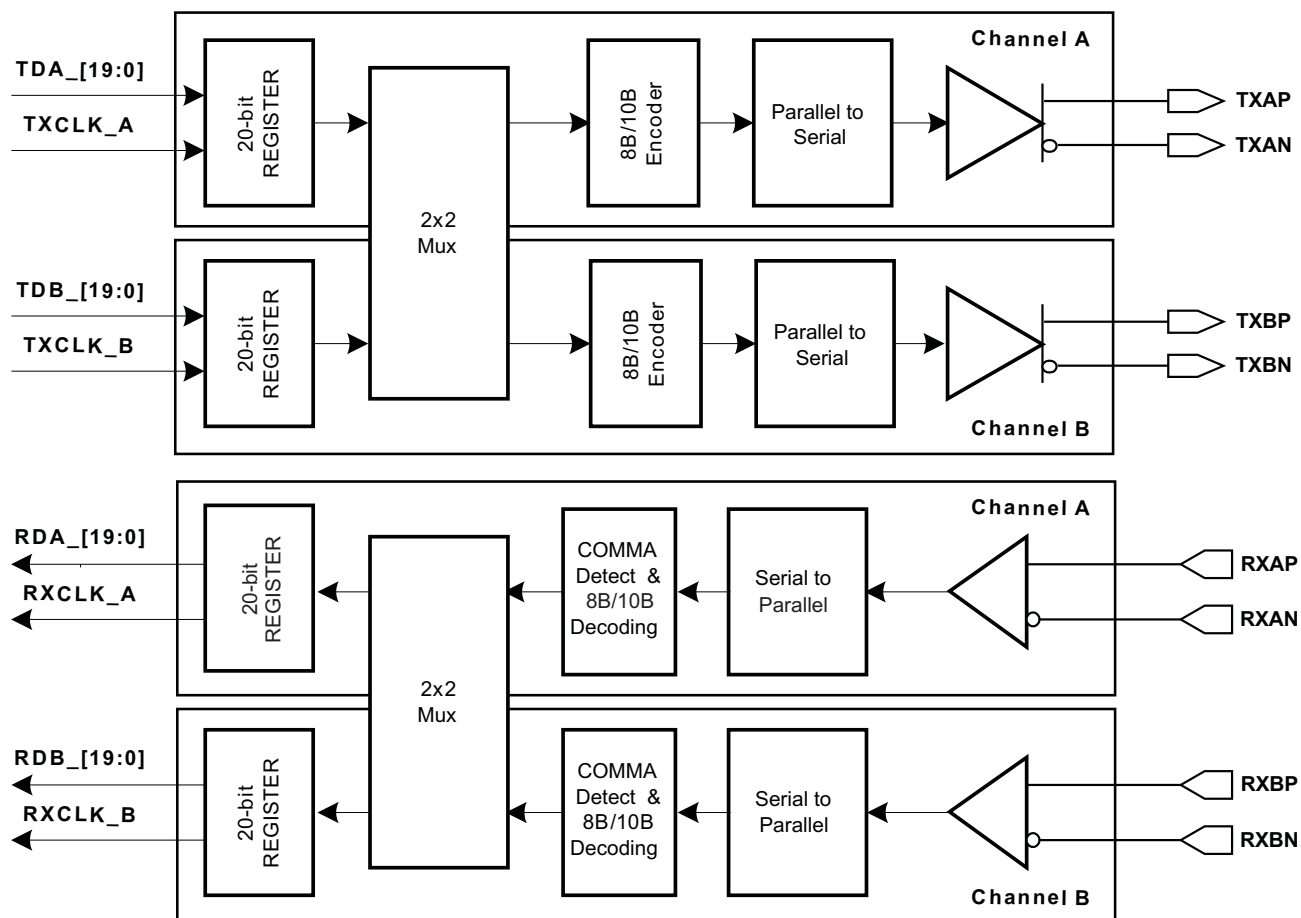 Channel A
TDA_[19:0]
TXCLK_A
20-bit
REGISTER
2x2
Mux
8B/10B
Encoder
Parallel to
Serial
TXAP
TXAN
TDB_[19:0]
TXCLK_B
20-bit
REGISTER
8B/10B
Encoder
Parallel to
Serial
TXBP
TXBN
Channel B
Channel A
RDA_[19:0]
RXCLK_A
20-bit
REGISTER
2x2
Mux
COMMA
Detect &
8B/10B
Decoding
Serial to
Parallel
RXAP
RXAN
RDB_[19:0]
RXCLK_B
20-bit
REGISTER
COMMA
Detect &
8B/10B
Decoding
Serial to
Parallel
RXBP
RXBN
Channel B